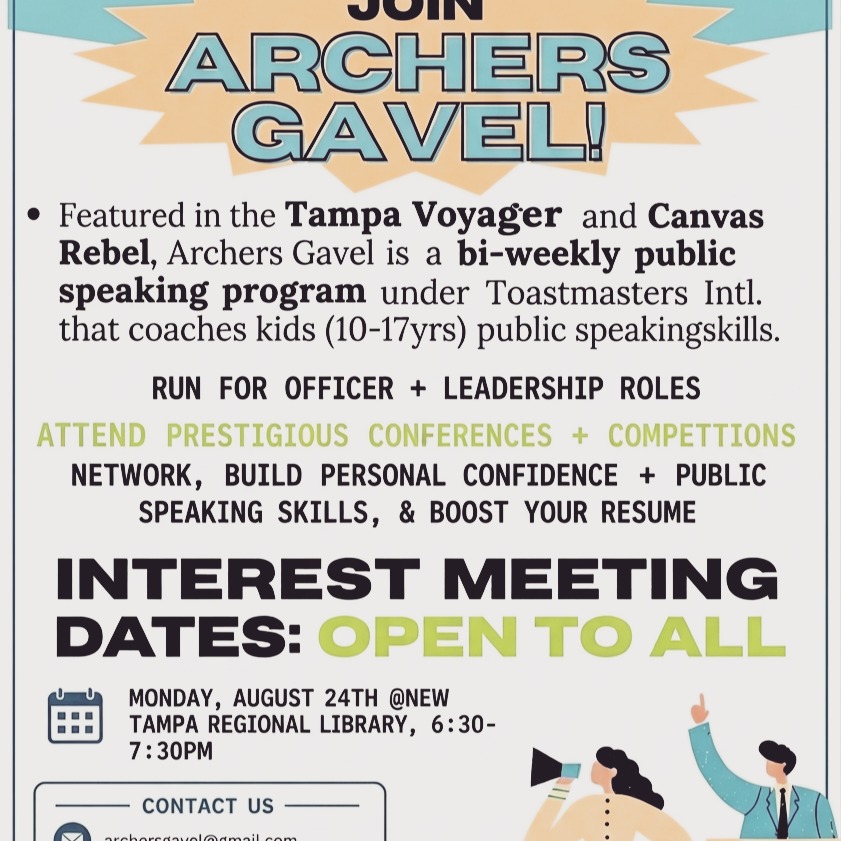 JOIN
ARCHERS
GAVEL!
• Featured in the Tampa Voyager and Canvas
Rebel, Archers Gavel is a bi-weekly public
speaking program under Toastmasters Intl.
that coaches kids (10-17yrs) public speakingskills.
RUN FOR OFFICER + LEADERSHIP ROLES
ATTEND PRESTIGIOUS CONFERENCES + COMPETTIONS
NETWORK, BUILD PERSONAL CONFIDENCE + PUBLIC
SPEAKING SKILLS, & BOOST YOUR RESUME
INTEREST MEETING
DATES: OPEN TO ALL
MONDAY, AUGUST 24TH @NEW
TAMPA REGIONAL LIBRARY, 6:30-
7:30PM
CONTACT US
archersgavel@gmail.com